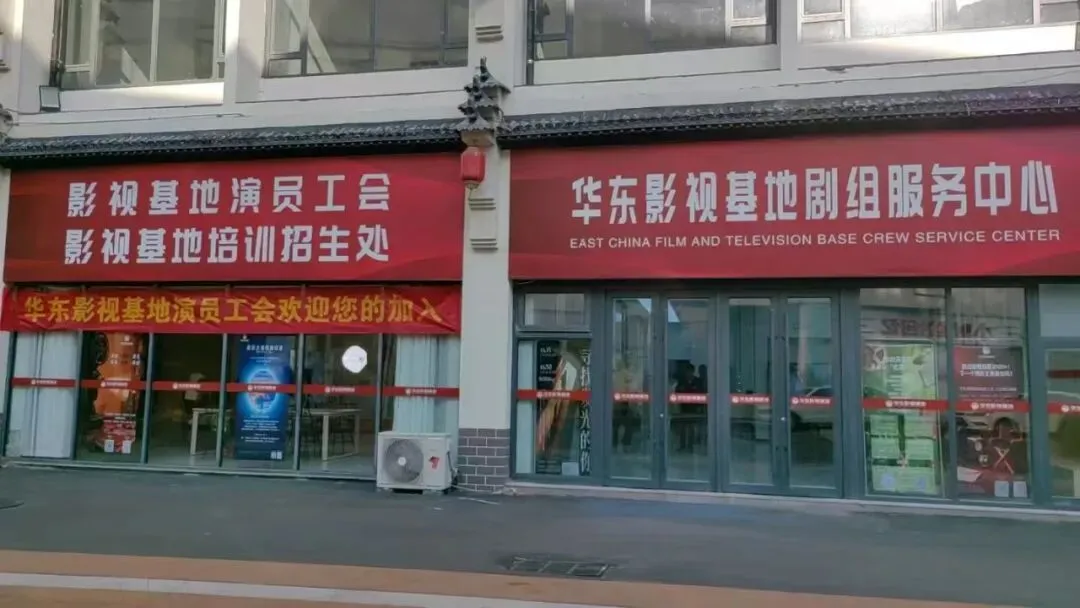 影视基地演员工会
影视基地培训招生处
华东影视基地演员工会欢迎您的加入
华东影视基地剧组服务中心
EAST CHINA FILM AND TELEVISION BASE CREW SERVICE CENTER